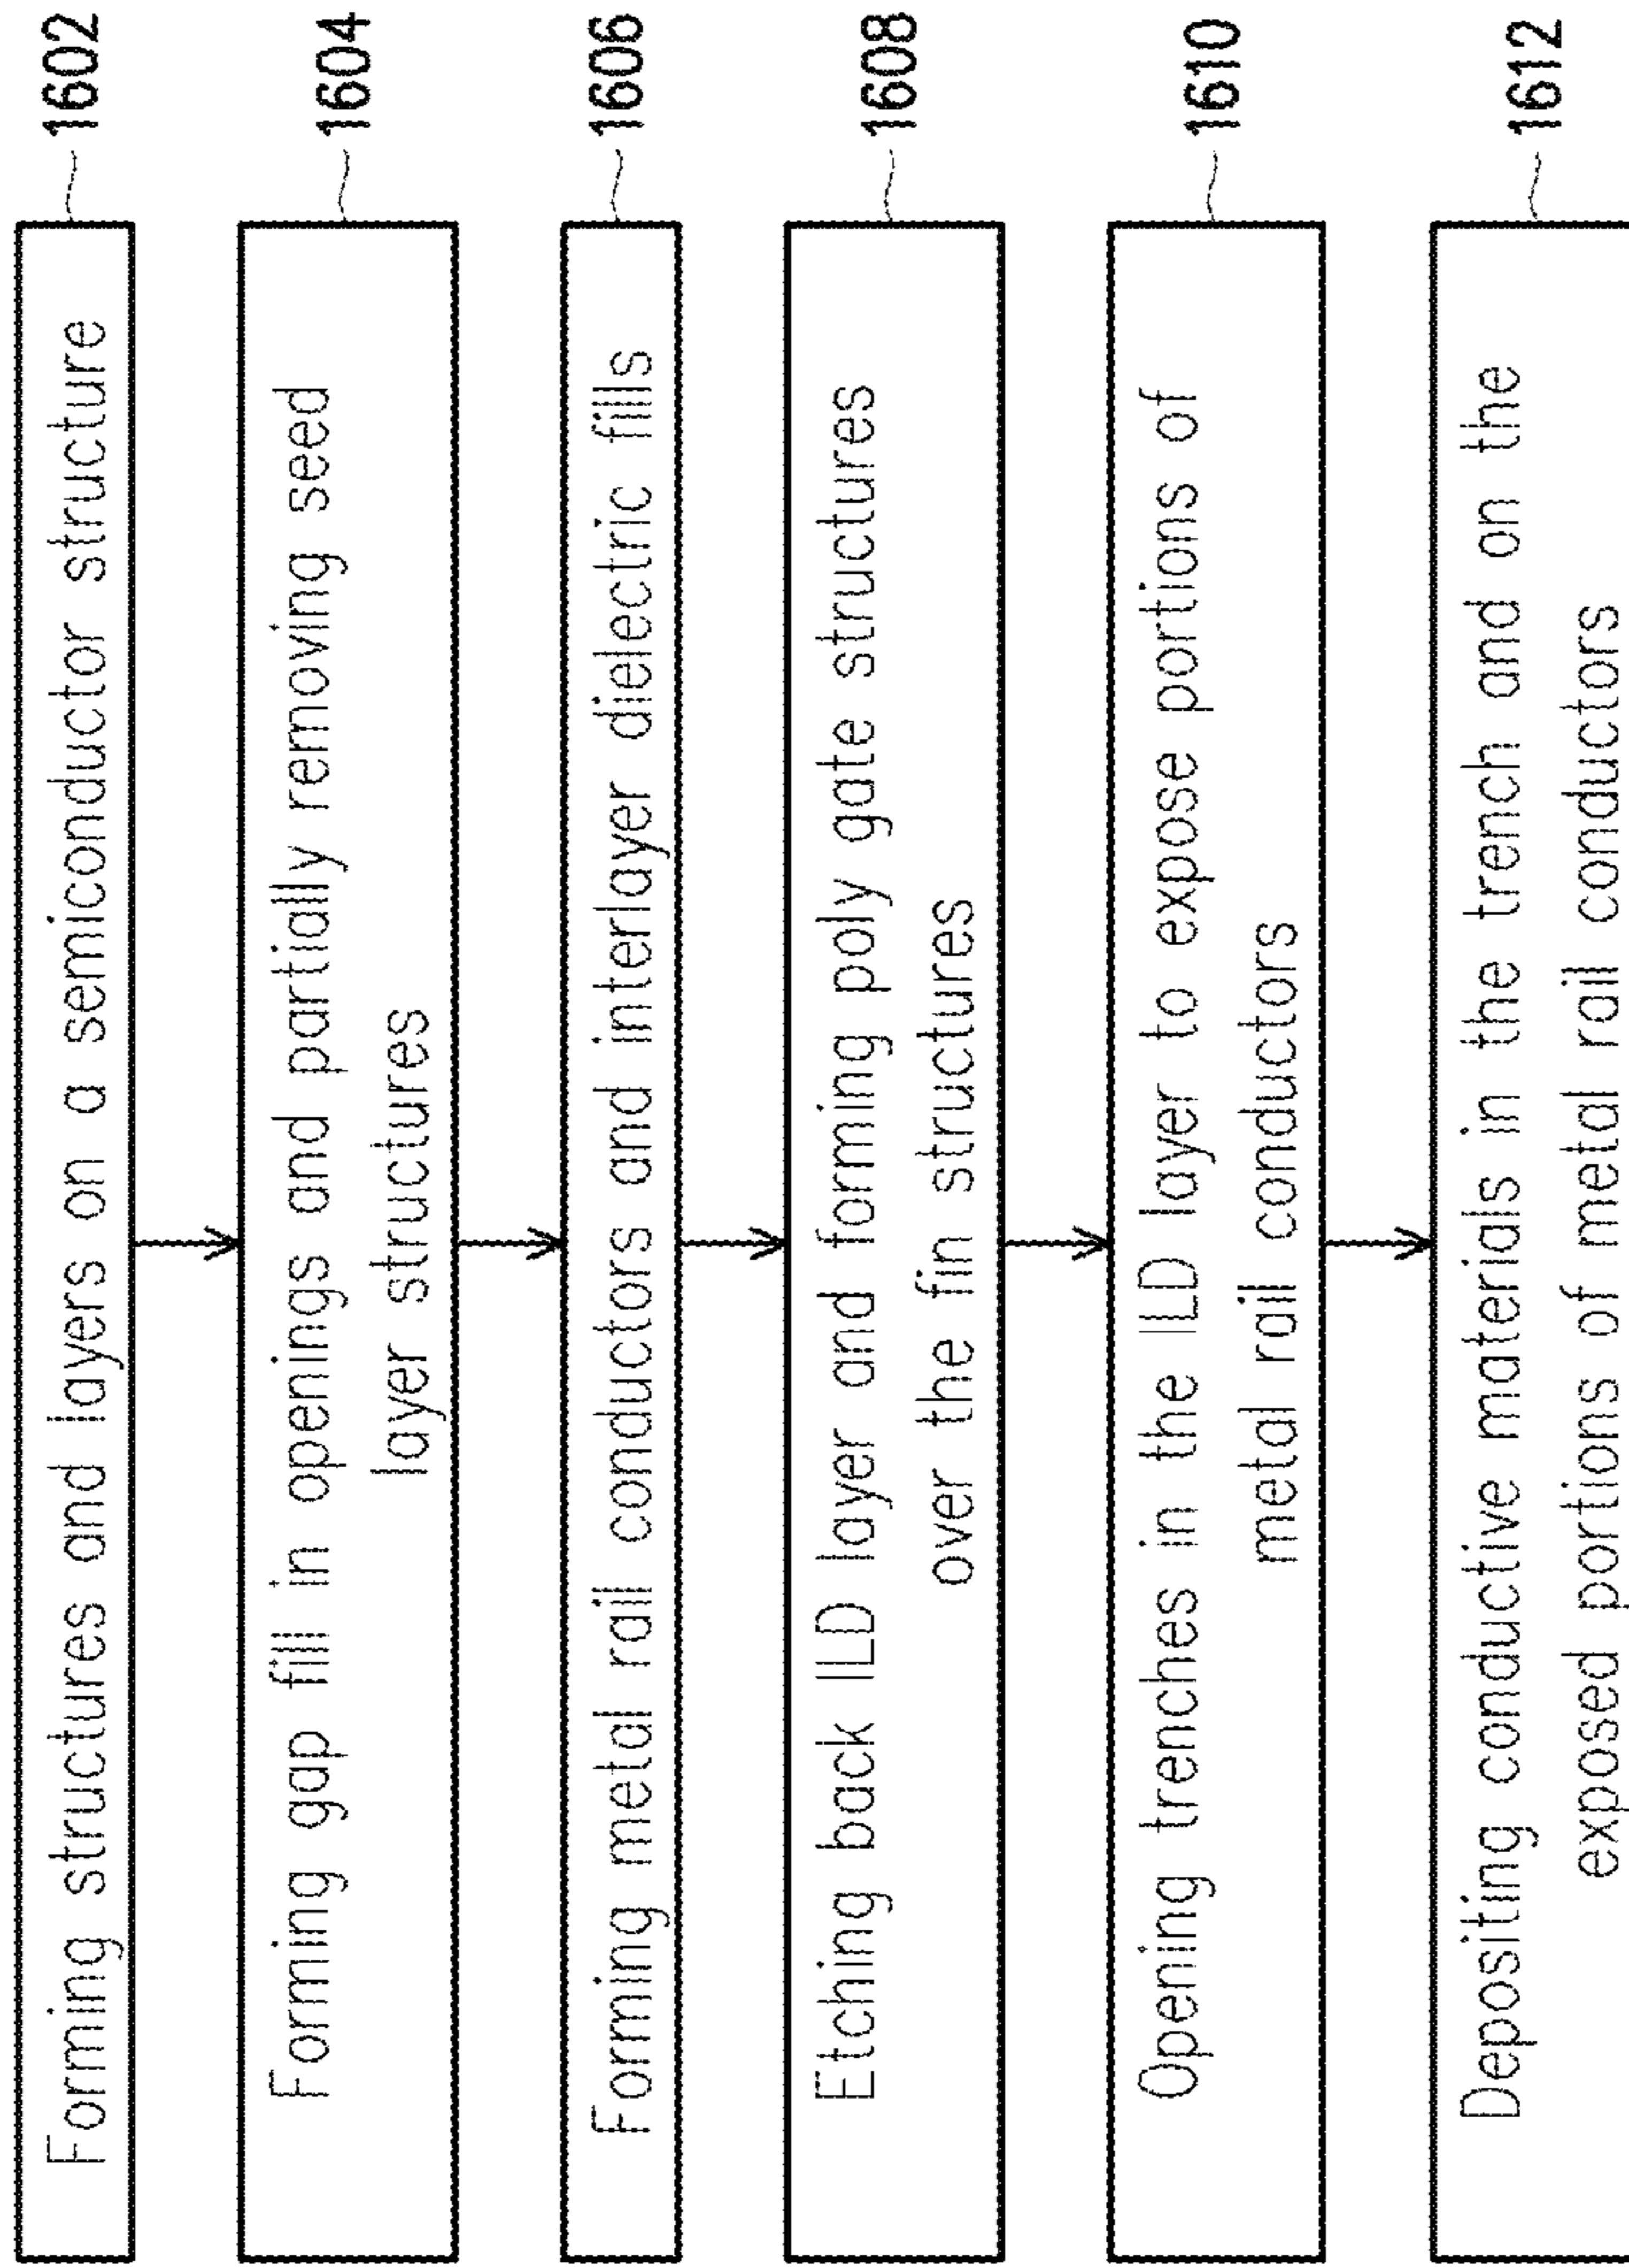 Forming structures and layers on a semiconductor structure
1602
Forming gap fill in openings and partially removing seed
layer structures
1604
Forming metal rail conductors and interlayer dielectric fills
1606
Etching back ILD layer and forming poly gate structures
over the fin structures
1608
Opening trenches in the ILD layer to expose portions of
metal rail conductors
1610
Depositing conductive materials in the trench and on the
exposed portions of metal rail conductors
1612